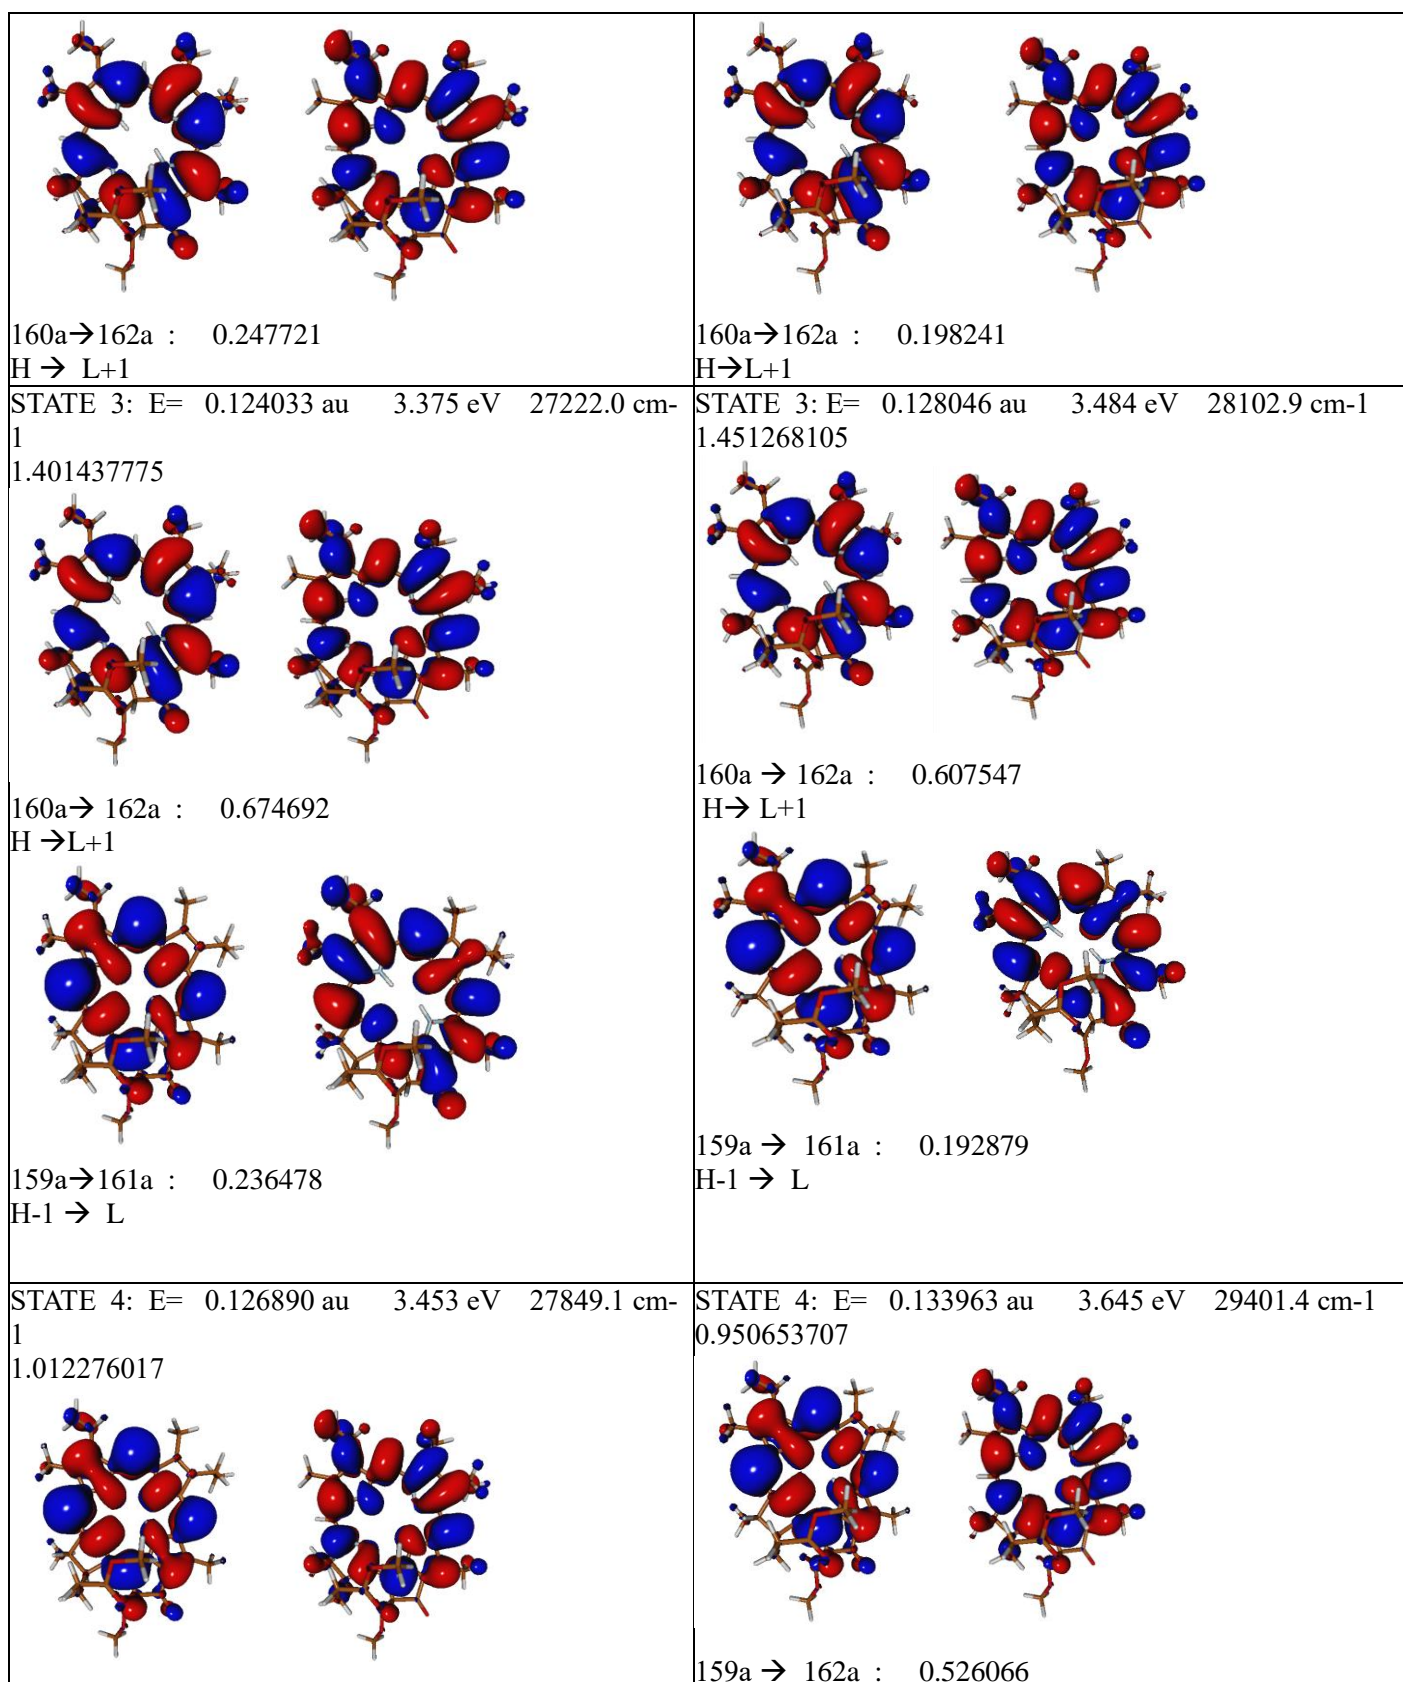 160a→162a :   0.247721
H → L+1
160a→162a :   0.198241
H→L+1
STATE 3: E=  0.124033 au   3.375 eV   27222.0 cm-
1
1.401437775
160a→ 162a :   0.674692
H →L+1
159a→161a :   0.236478
H-1 → L
STATE 3: E=  0.128046 au   3.484 eV   28102.9 cm-1
1.451268105
160a → 162a :   0.607547
H→ L+1
159a → 161a :   0.192879
H-1 → L
STATE 4: E=  0.126890 au   3.453 eV   27849.1 cm-
1
1.012276017
STATE 4: E=  0.133963 au   3.645 eV   29401.4 cm-1
0.950653707
159a → 162a :   0.526066